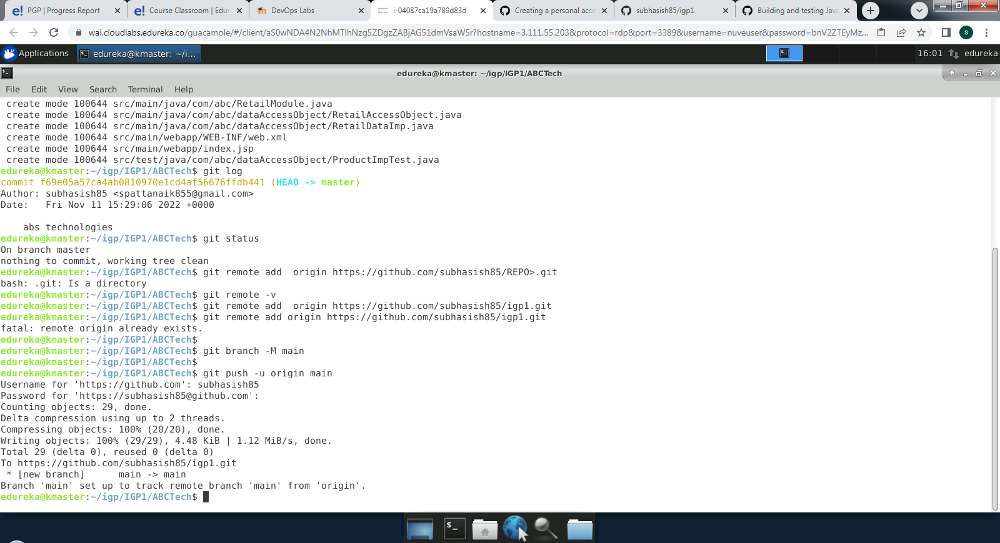 PGP | Progress Report
Course Classroom | Edur
DevOps Labs
i-04087ca19a789d83d
Creating a personal acce
subhasish85/igp1
Building and testing Java
wai.cloudlabs.edureka.co/guacamole/#/client/aS0wNDA4N2NhMTlhNzg5ZDgzZABjAG51dmVsaW5r?hostname=3.111.55.203&protocol=rdp&port=3389&username=nuveuser&password=bnV2ZTEyMz...
S
Applications
edureka@kmaster: ~/i...
16:01
edureka
edureka@kmaster: ~/igp/IGP1/ABCTech
File Edit View Search Terminal Help
create mode 100644 src/main/java/com/abc/RetailModule.java
create mode 100644 src/main/java/com/abc/dataAccessObject/RetailAccessObject.java
create mode 100644 src/main/java/com/abc/dataAccessObject/RetailDataImp.java
create mode 100644 src/main/webapp/WEB-INF/web.xml
create mode 100644 src/main/webapp/index.jsp
create mode 100644 src/test/java/com/abc/dataAccessObject/ProductImpTest.java
edureka@kmaster:~/igp/IGP1/ABCTech$ git log
commit f69e05a57ca4ab0810970e1cd4af56676ffdb441 (HEAD -> master)
Author: subhasish85 <spattanaik855@gmail.com>
Date:   Fri Nov 11 15:29:06 2022 +0000
abs technologies
edureka@kmaster:~/igp/IGP1/ABCTech$ git status
On branch master
nothing to commit, working tree clean
edureka@kmaster:~/igp/IGP1/ABCTech$ git remote add  origin https://github.com/subhasish85/REPO>.git
bash: .git: Is a directory
edureka@kmaster:~/igp/IGP1/ABCTech$ git remote -v
edureka@kmaster:~/igp/IGP1/ABCTech$ git remote add  origin https://github.com/subhasish85/igp1.git
edureka@kmaster:~/igp/IGP1/ABCTech$ git remote add origin https://github.com/subhasish85/igp1.git
fatal: remote origin already exists.
edureka@kmaster:~/igp/IGP1/ABCTech$
edureka@kmaster:~/igp/IGP1/ABCTech$ git branch -M main
edureka@kmaster:~/igp/IGP1/ABCTech$
edureka@kmaster:~/igp/IGP1/ABCTech$ git push -u origin main
Username for 'https://github.com': subhasish85
Password for 'https://subhasish85@github.com':
Counting objects: 29, done.
Delta compression using up to 2 threads.
Compressing objects: 100% (20/20), done.
Writing objects: 100% (29/29), 4.48 KiB | 1.12 MiB/s, done.
Total 29 (delta 0), reused 0 (delta 0)
To https://github.com/subhasish85/igp1.git
* [new branch]      main -> main
Branch 'main' set up to track remote branch 'main' from 'origin'.
edureka@kmaster:~/igp/IGP1/ABCTech$